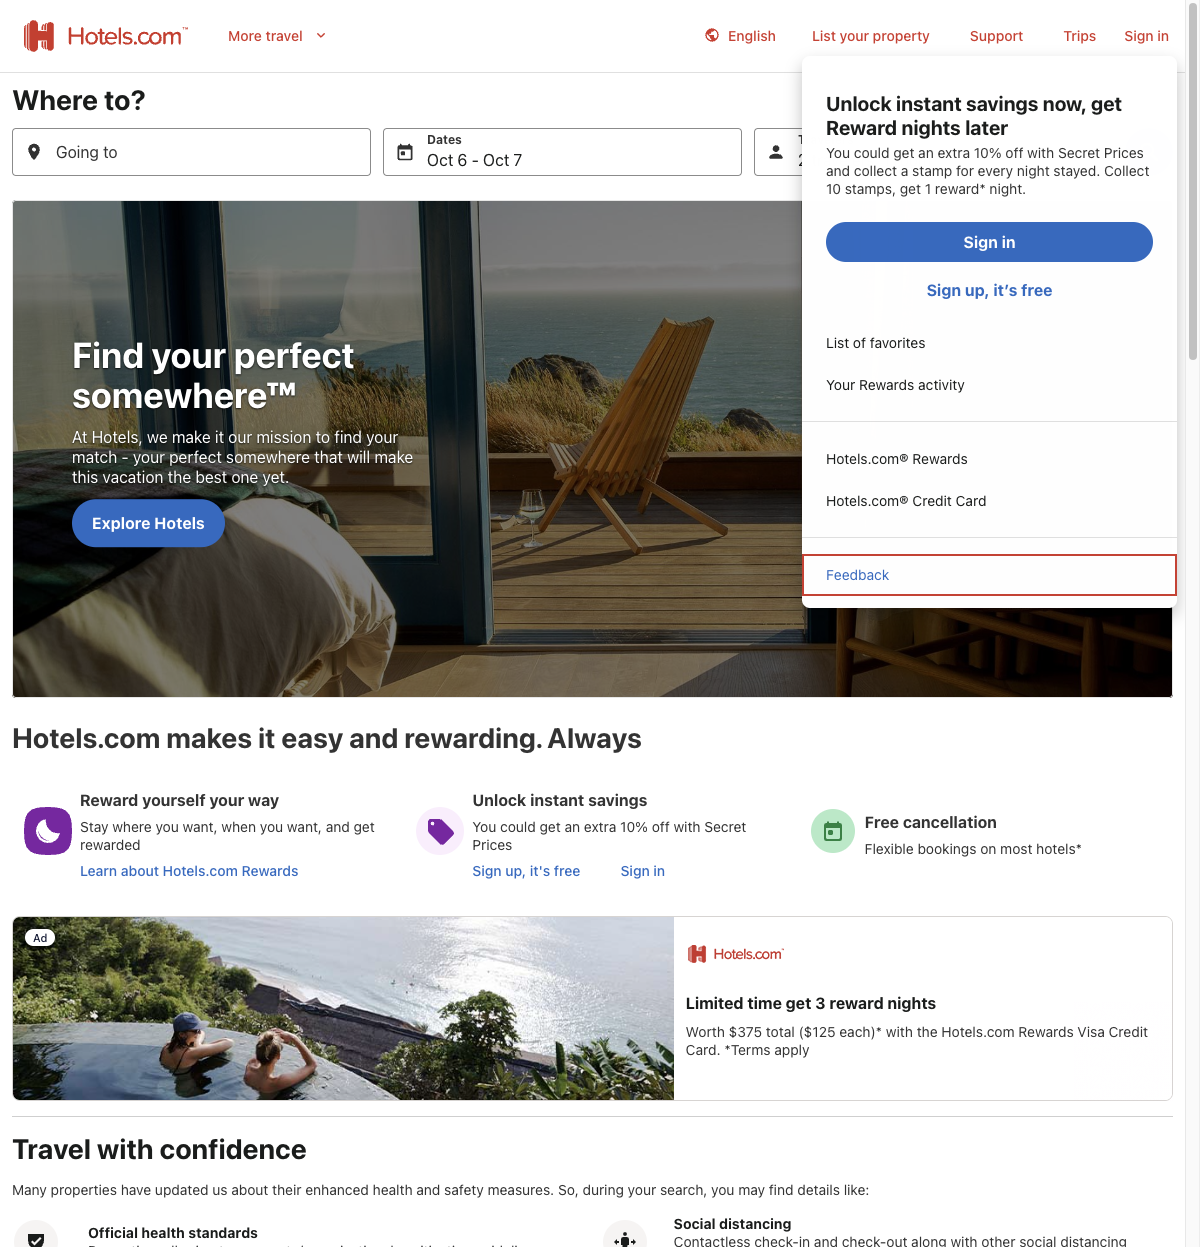 Hotels.com™
More travel
English
List your property
Support
Trips
Sign in
Where to?
Going to
Dates
Oct 6 - Oct 7
Unlock instant savings now, get
Reward nights later
You could get an extra 10% off with Secret Prices
and collect a stamp for every night stayed. Collect
10 stamps, get 1 reward* night.
Sign in
Sign up, it’s free
List of favorites
Your Rewards activity
Hotels.com® Rewards
Hotels.com® Credit Card
Feedback
Find your perfect
somewhere™
At Hotels, we make it our mission to find your
match - your perfect somewhere that will make
this vacation the best one yet.
Explore Hotels
Hotels.com makes it easy and rewarding. Always
Reward yourself your way
Stay where you want, when you want, and get
rewarded
Learn about Hotels.com Rewards
Unlock instant savings
You could get an extra 10% off with Secret
Prices
Sign up, it's free
Sign in
Free cancellation
Flexible bookings on most hotels*
Ad
Hotels.com
Limited time get 3 reward nights
Worth $375 total ($125 each)* with the Hotels.com Rewards Visa Credit
Card. *Terms apply
Travel with confidence
Many properties have updated us about their enhanced health and safety measures. So, during your search, you may find details like:
Official health standards
Social distancing
Contactless check-in and check-out along with other social distancing